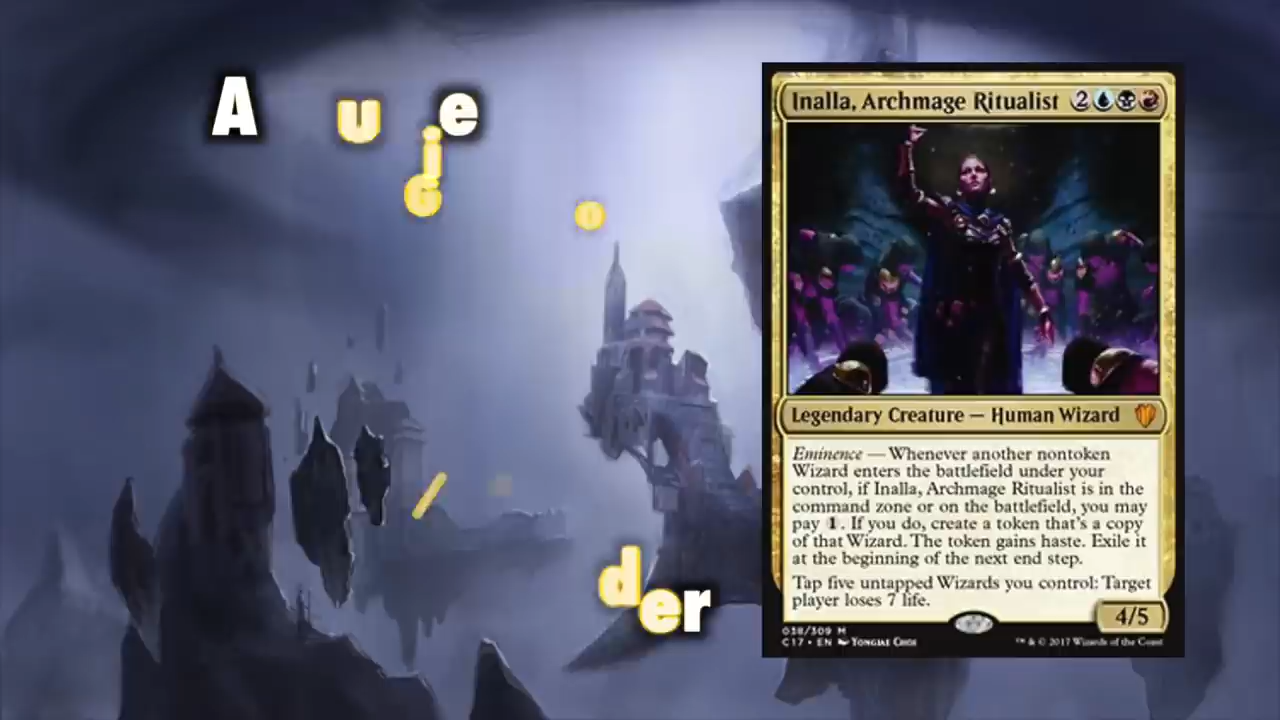 A u i e
G o
/
der
Inalla, Archmage Ritualist 2
Legendary Creature — Human Wizard
Eminence — Whenever another nontoken
Wizard enters the battlefield under your
control, if Inalla, Archmage Ritualist is in the
command zone or on the battlefield, you may
pay 1. If you do, create a token that's a copy
of that Wizard. The token gains haste. Exile it
at the beginning of the next end step.
Tap five untapped Wizards you control: Target
player loses 7 life.
4/5
038/309 M
C17 • EN Yongjae Choi
™ & © 2017 Wizards of the Coast